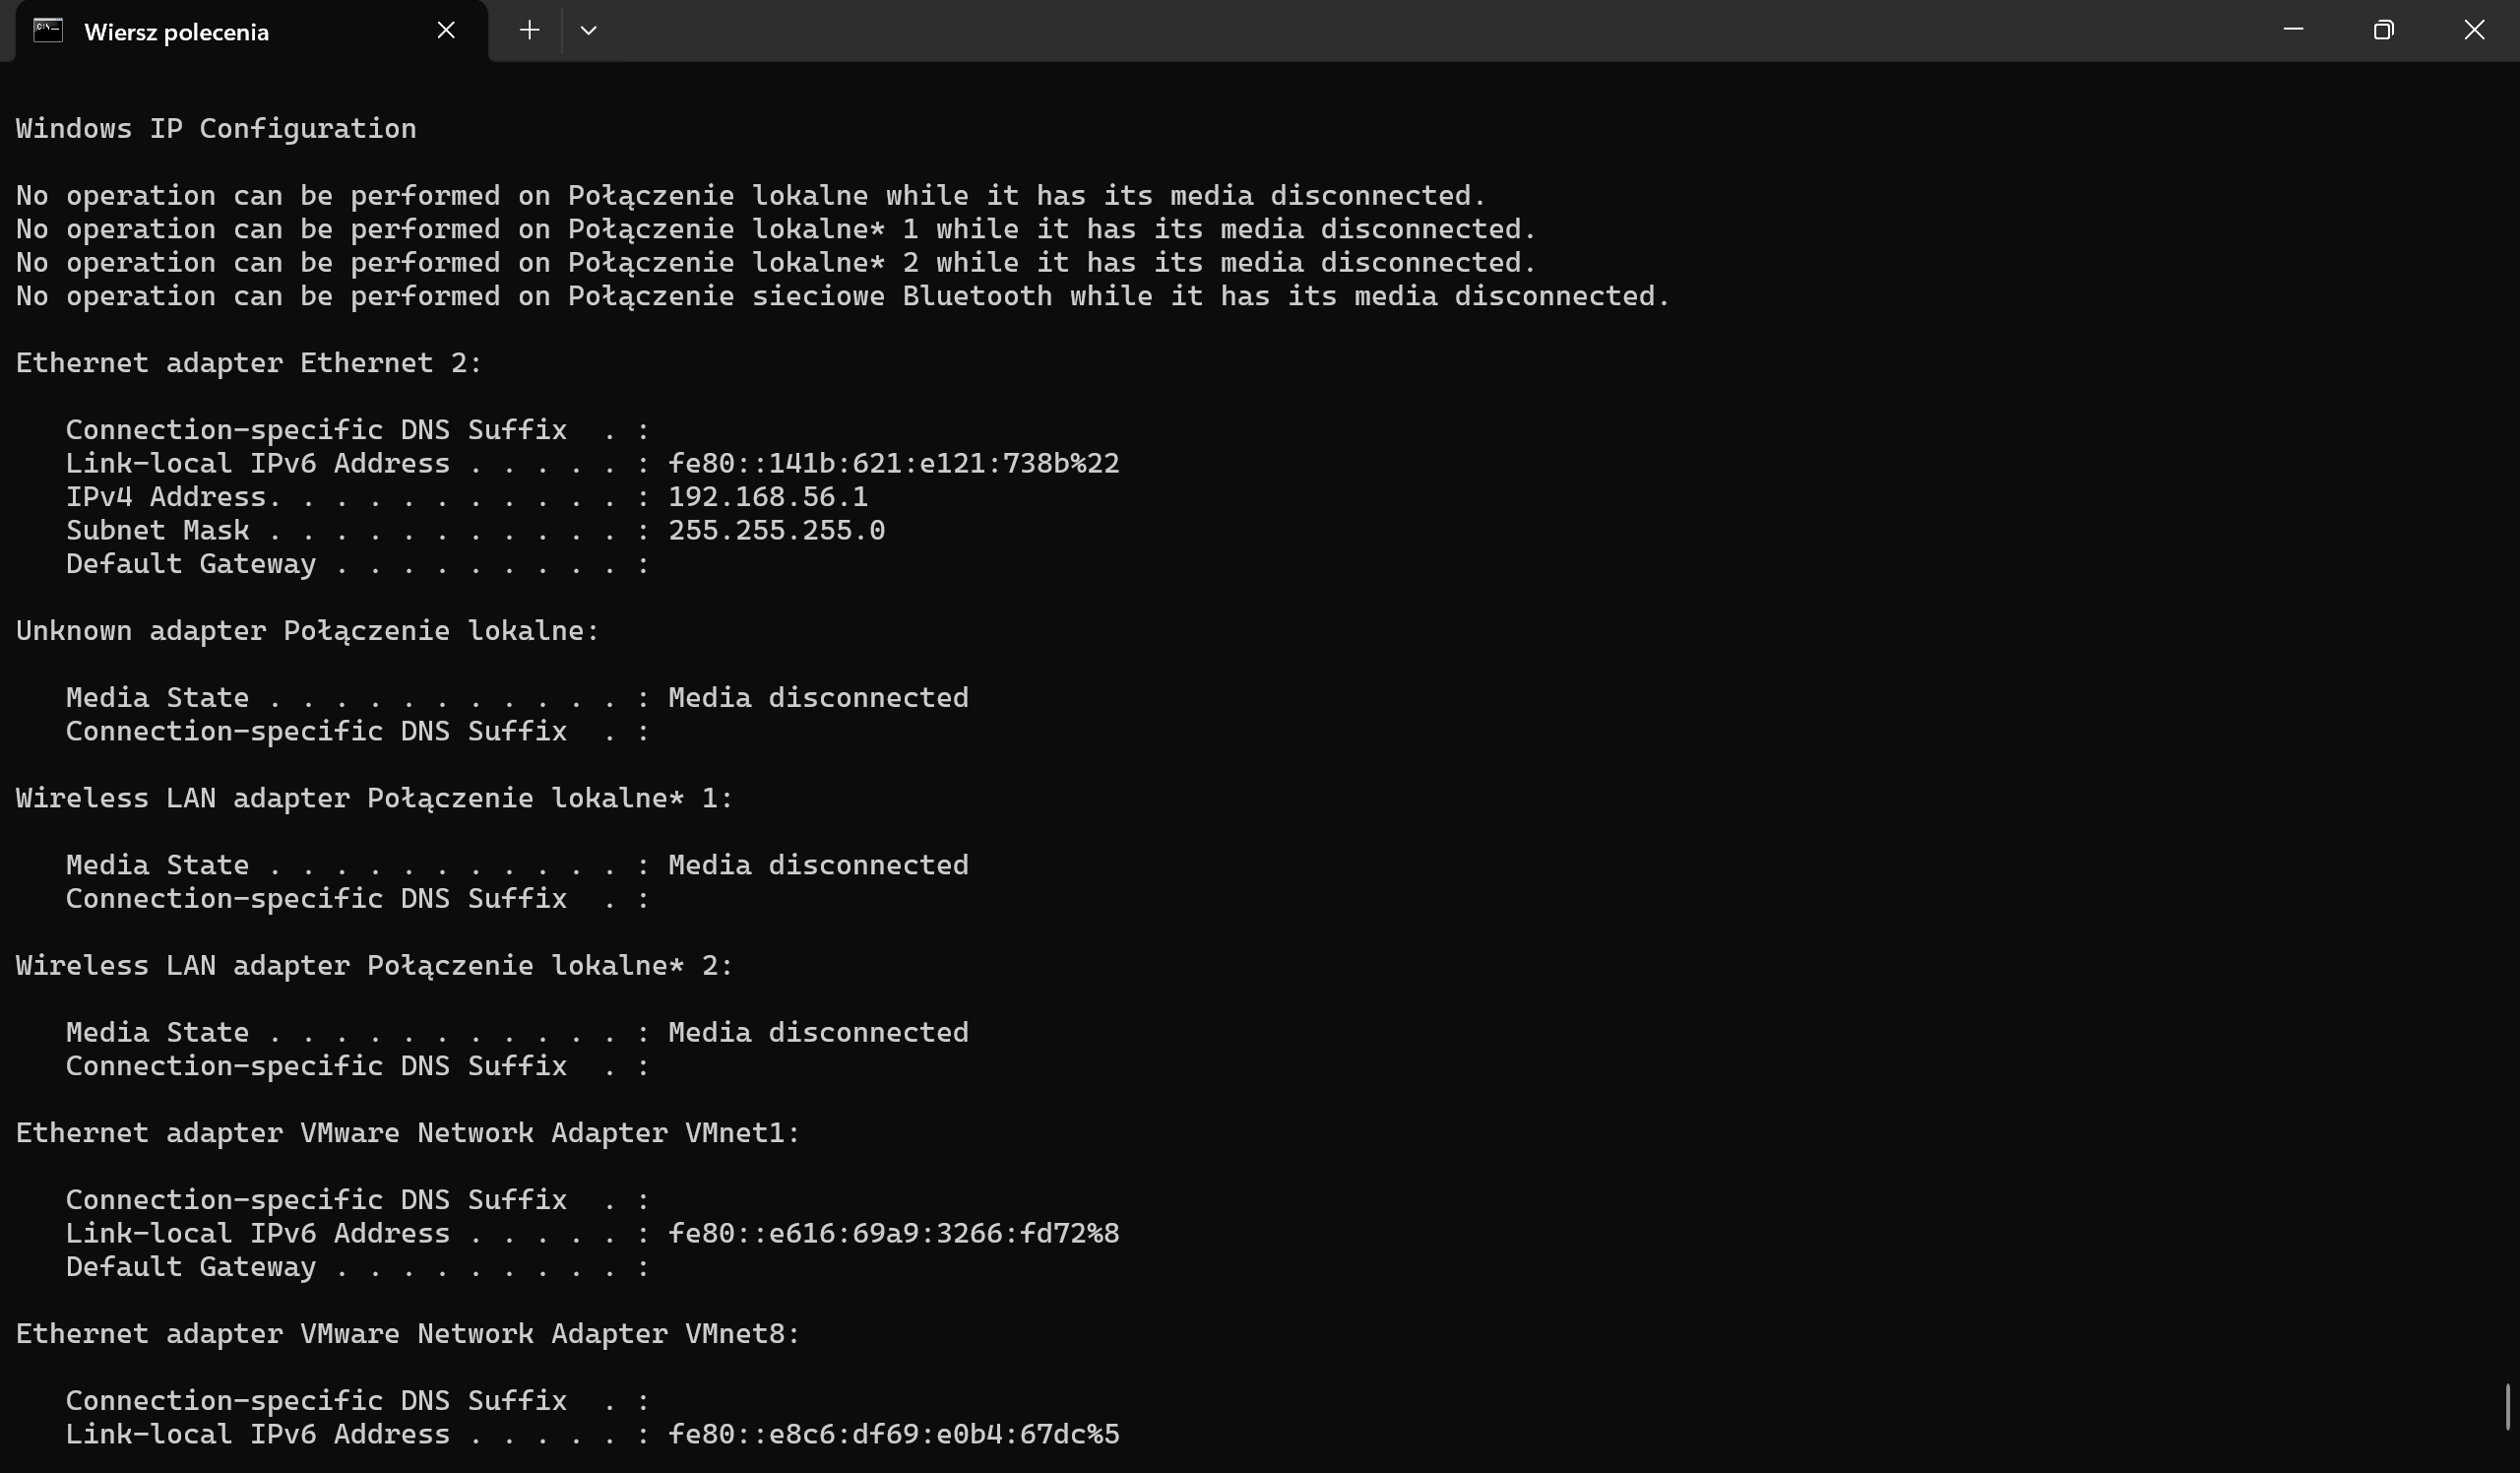 Wiersz polecenia
Windows IP Configuration
No operation can be performed on Połączenie lokalne while it has its media disconnected.
No operation can be performed on Połączenie lokalne* 1 while it has its media disconnected.
No operation can be performed on Połączenie lokalne* 2 while it has its media disconnected.
No operation can be performed on Połączenie sieciowe Bluetooth while it has its media disconnected.
Ethernet adapter Ethernet 2:
Connection-specific DNS Suffix  . :
Link-local IPv6 Address . . . . . : fe80::141b:621:e121:738b%22
IPv4 Address. . . . . . . . . . . : 192.168.56.1
Subnet Mask . . . . . . . . . . . : 255.255.255.0
Default Gateway . . . . . . . . . :
Unknown adapter Połączenie lokalne:
Media State . . . . . . . . . . . : Media disconnected
Connection-specific DNS Suffix  . :
Wireless LAN adapter Połączenie lokalne* 1:
Media State . . . . . . . . . . . : Media disconnected
Connection-specific DNS Suffix  . :
Wireless LAN adapter Połączenie lokalne* 2:
Media State . . . . . . . . . . . : Media disconnected
Connection-specific DNS Suffix  . :
Ethernet adapter VMware Network Adapter VMnet1:
Connection-specific DNS Suffix  . :
Link-local IPv6 Address . . . . . : fe80::e616:69a9:3266:fd72%8
Default Gateway . . . . . . . . . :
Ethernet adapter VMware Network Adapter VMnet8:
Connection-specific DNS Suffix  . :
Link-local IPv6 Address . . . . . : fe80::e8c6:df69:e0b4:67dc%5